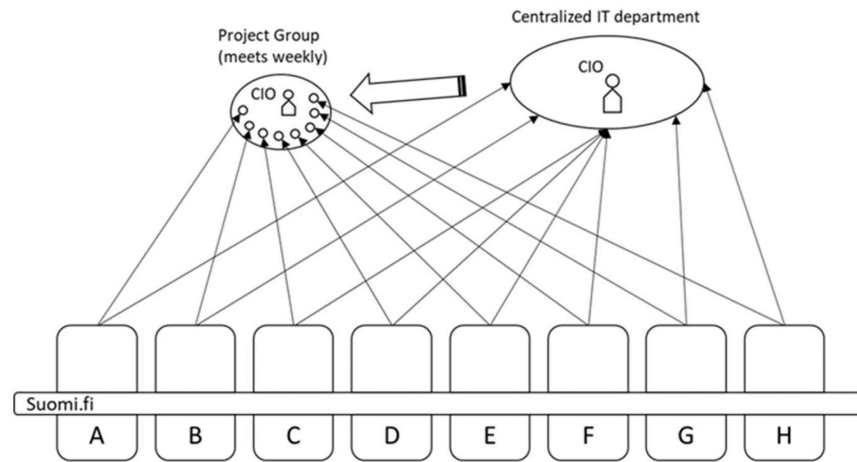 Centralized IT department
Project Group
(meets weekly)
CIO
CIO
Suomi.fi
A B C D E F G H